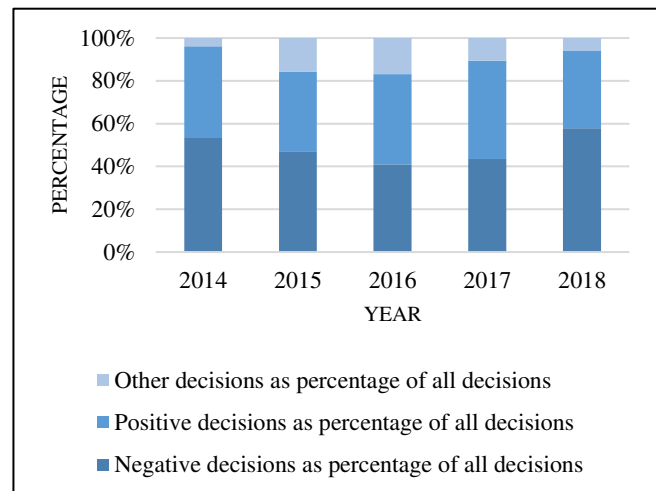 100%
80%
60%
40%
20%
0%
PERCENTAGE
2014 2015 2016 2017 2018
YEAR
Other decisions as percentage of all decisions
Positive decisions as percentage of all decisions
Negative decisions as percentage of all decisions